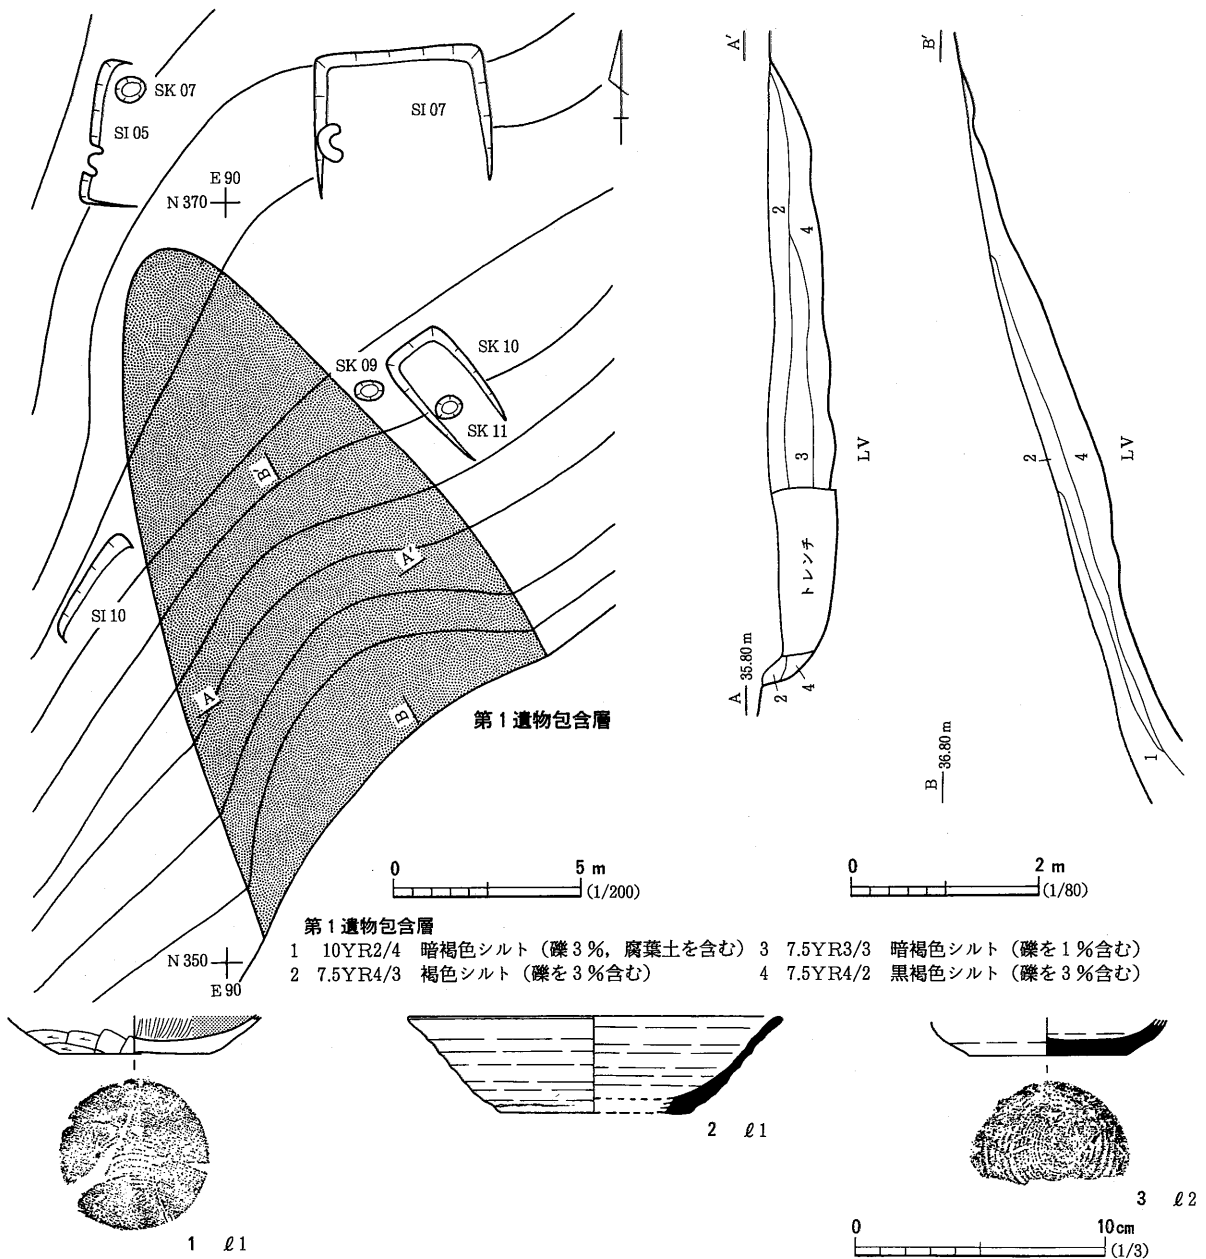 SK 07
SI 05
SI 07
E 90
N 370
SK 09
SK 10
SK 11
SI 10
B′
A′
A
B
第1遺物包含層
A′
2
4
3
LV
トレンチ
A 35.80 m
2
4
B′
2
4
LV
1
B 36.80 m
0 5 m
(1/200)
0 2 m
(1/80)
N 350
E 90
第1遺物包含層
1 10YR2/4 暗褐色シルト(礫3%,腐葉土を含む)
2 7.5YR4/3 褐色シルト(礫を3%含む)
3 7.5YR3/3 暗褐色シルト(礫を1%含む)
4 7.5YR4/2 黒褐色シルト(礫を3%含む)
1 ℓ1
2 ℓ1
3 ℓ2
0 10cm
(1/3)